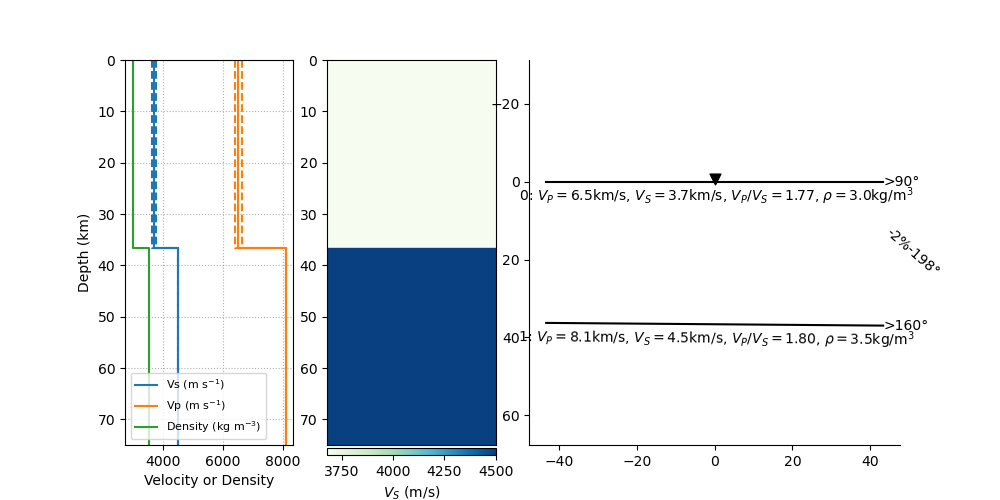 0
10
20
30
40
50
60
70
Depth (km)
4000 6000 8000
Velocity or Density
Vs (m s⁻¹)
Vp (m s⁻¹)
Density (kg m⁻³)
0
10
20
30
40
50
60
70
3750 4000 4250 4500
V_S (m/s)
−20
0
20
40
60
−40 −20 0 20 40
>90°
0: V_P = 6.5km/s, V_S = 3.7km/s, V_P/V_S = 1.77, ρ = 3.0kg/m³
-2%-198°
>160°
1: V_P = 8.1km/s, V_S = 4.5km/s, V_P/V_S = 1.80, ρ = 3.5kg/m³